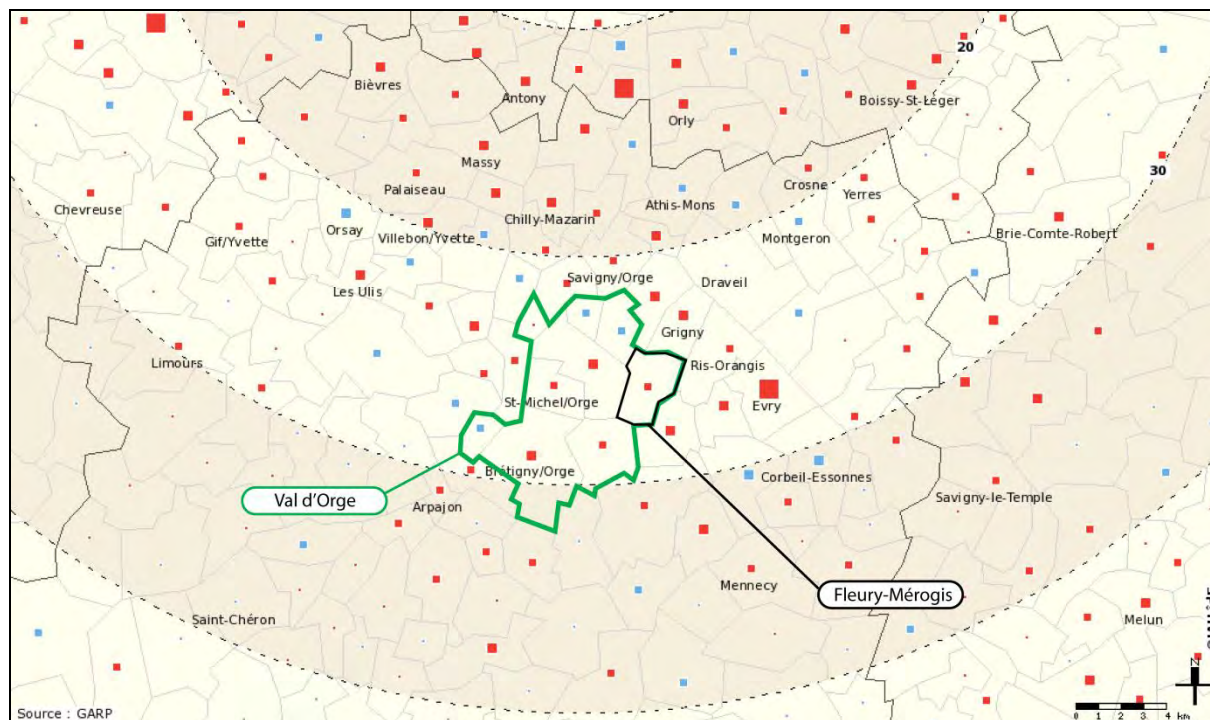 20
Bièvres
Antony
Boissy-St-Léger
Orly
Massy
30
Palaiseau
Crosne
Yerres
Chevreuse
Chilly-Mazarin
Athis-Mons
Orsay
Gif/Yvette
Villebon/Yvette
Montgeron
Brie-Comte-Robert
Savigny/Orge
Draveil
Les Ulis
Grigny
Limours
Ris-Orangis
St-Michel/Orge
Evry
Brétigny/Orge
Corbeil-Essonnes
Val d'Orge
Savigny-le-Temple
Arpajon
Mennecy
Fleury-Mérogis
Saint-Chéron
Melun
N
Source : GARP
0 1 2 3 4 km